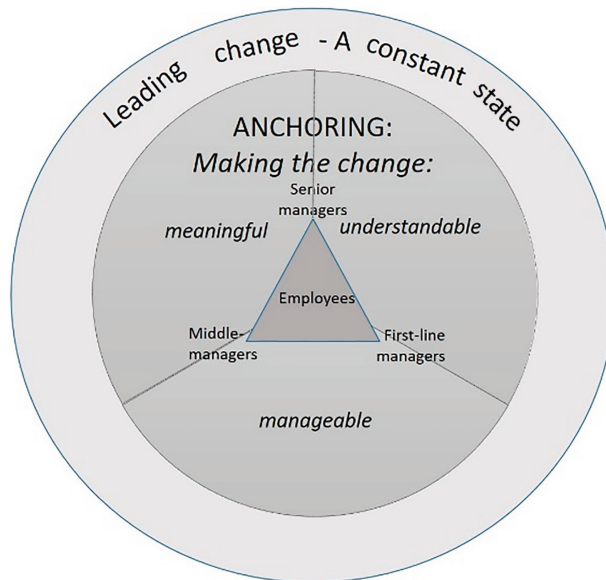 Leading change - A constant state
ANCHORING:
Making the change:
Senior
managers
meaningful
understandable
Employees
Middle-
managers
First-line
managers
manageable